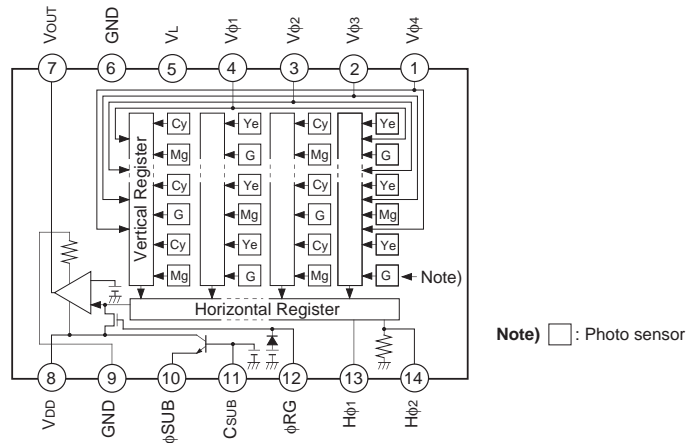 VOUT GND VL Vφ1 Vφ2 Vφ3 Vφ4
7 6 5 4 3 2 1
Cy Ye Cy Ye
Mg G Mg G
Cy Ye Cy Ye
G Mg G Mg
Cy Ye Cy Ye
Mg G Mg G Note)
Vertical Register
Horizontal Register
Note) : Photo sensor
8 9 10 11 12 13 14
VDD GND φSUB CSUB φRG Hφ1 Hφ2